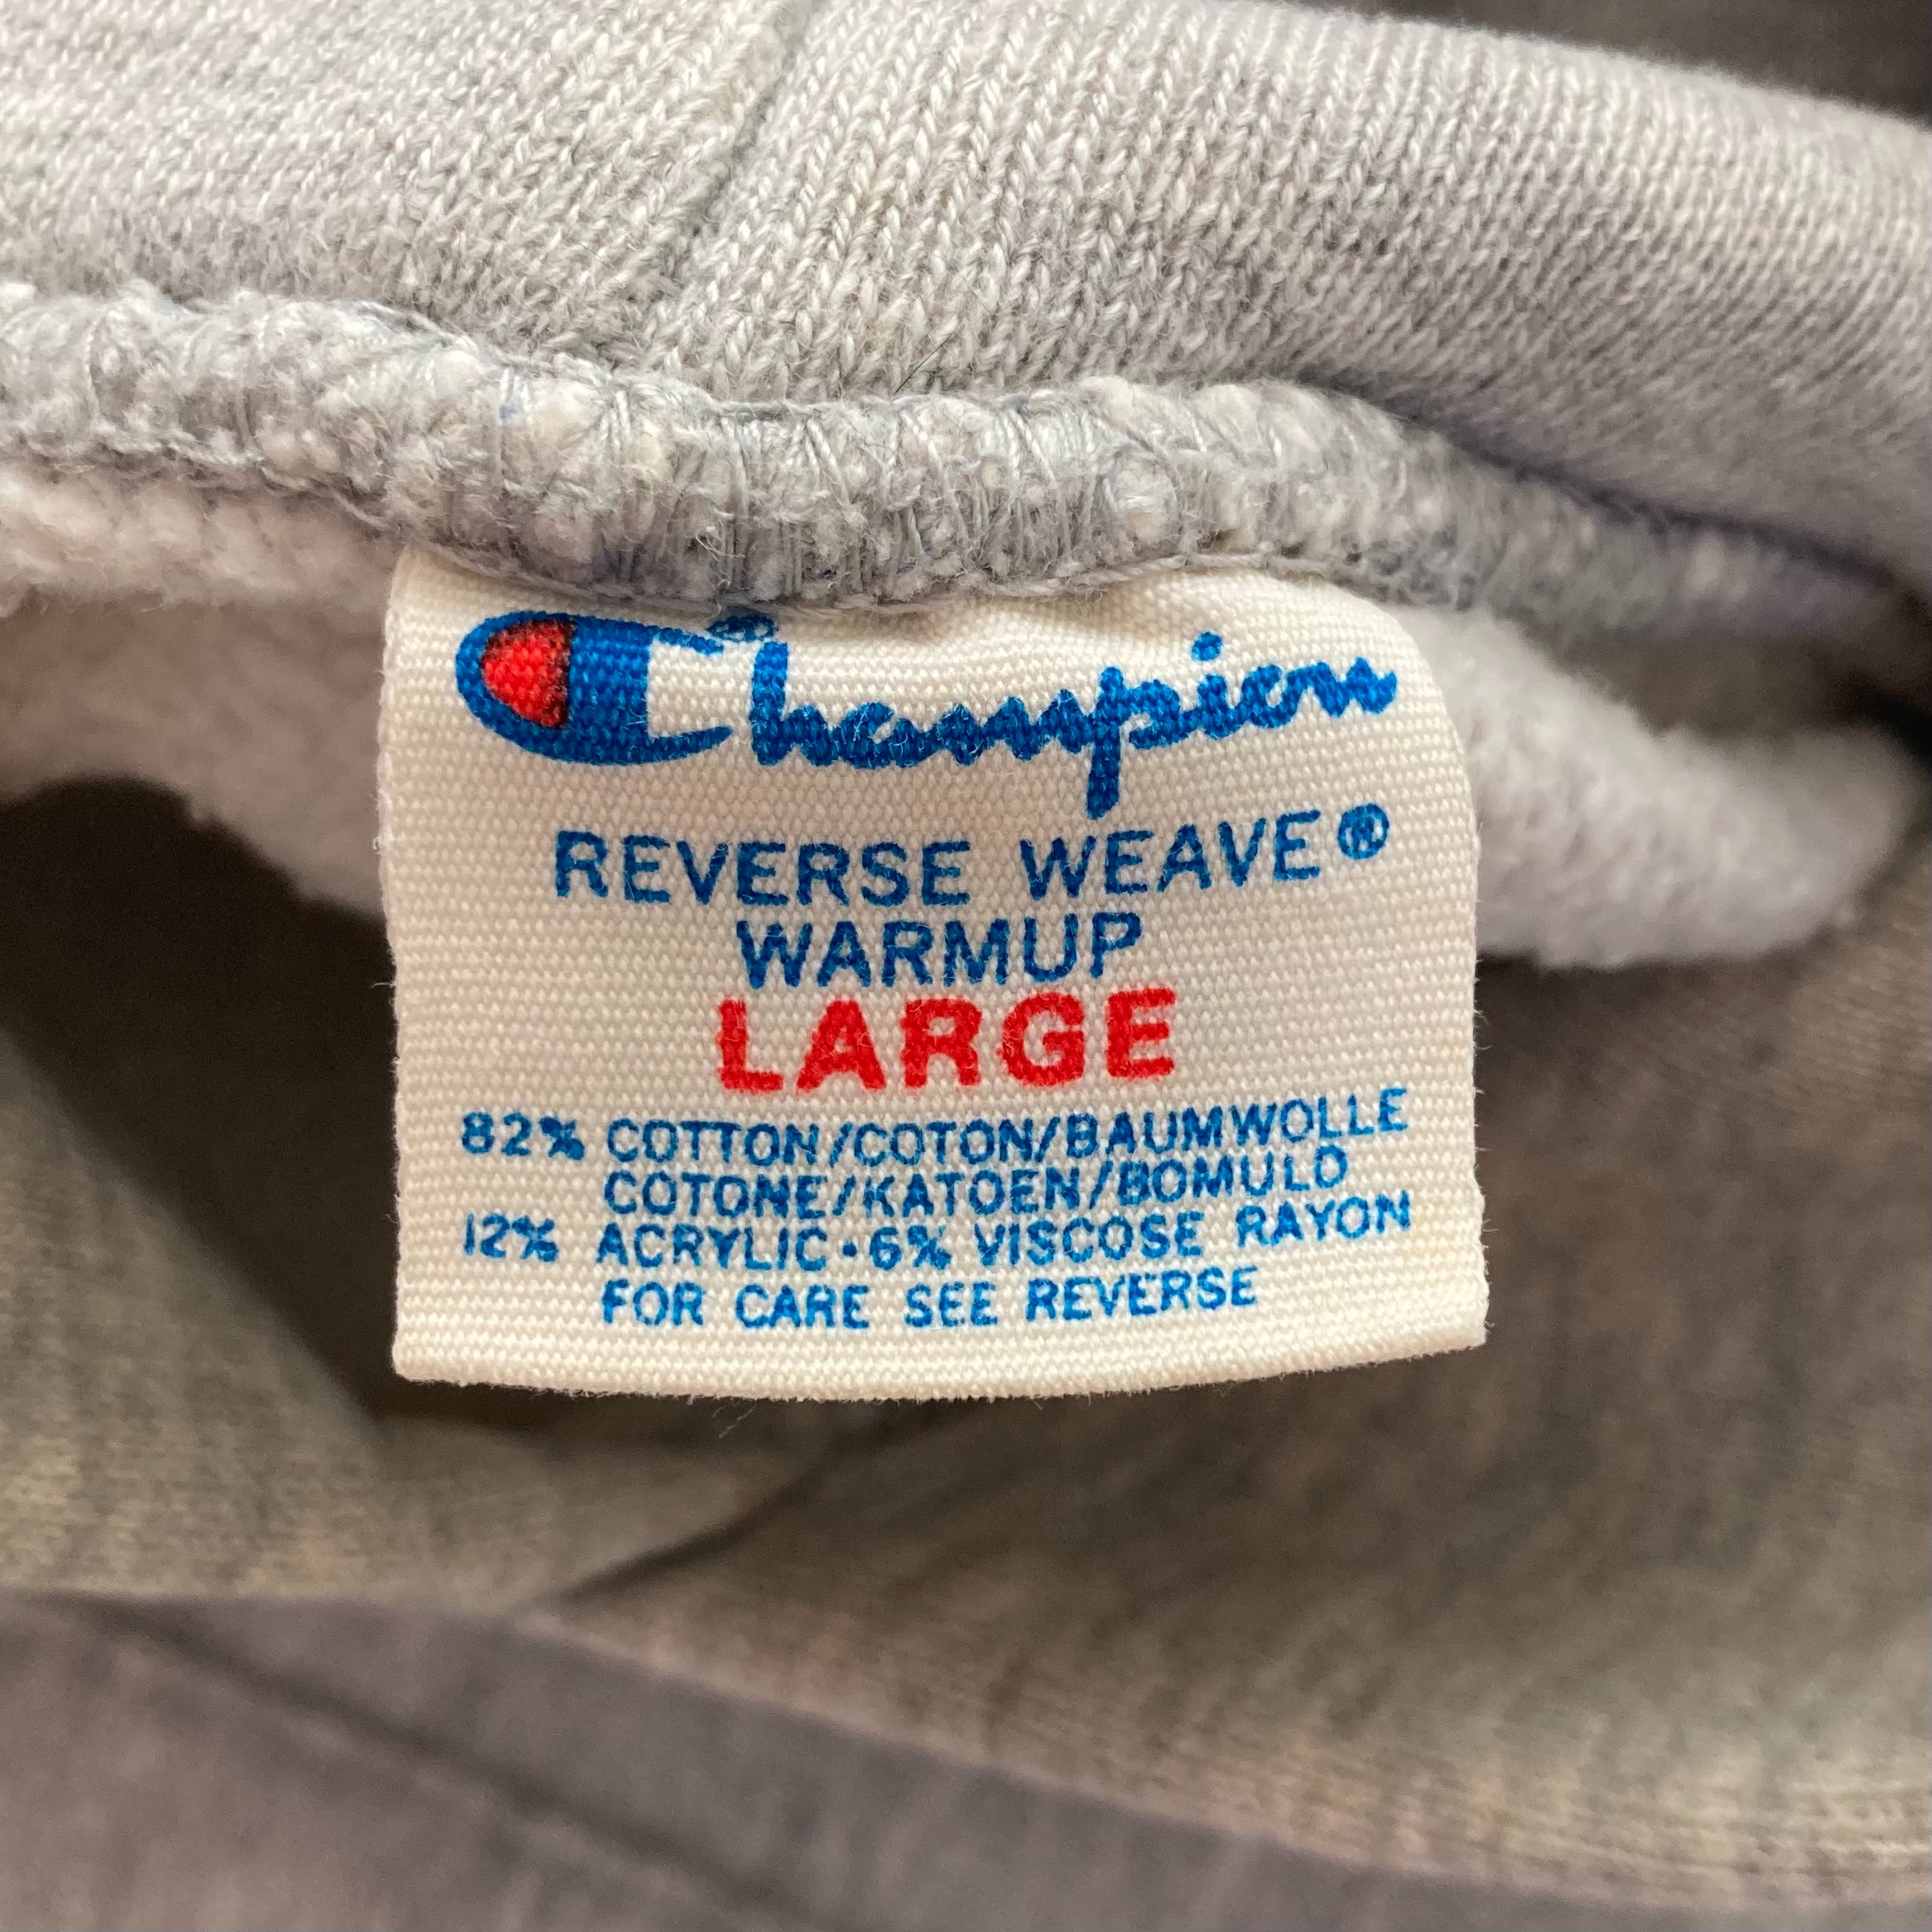 Champion®
REVERSE WEAVE®
WARMUP
LARGE
82% COTTON/COTON/BAUMWOLLE
COTONE/KATOEN/BOMULD
12% ACRYLIC·6% VISCOSE RAYON
FOR CARE SEE REVERSE